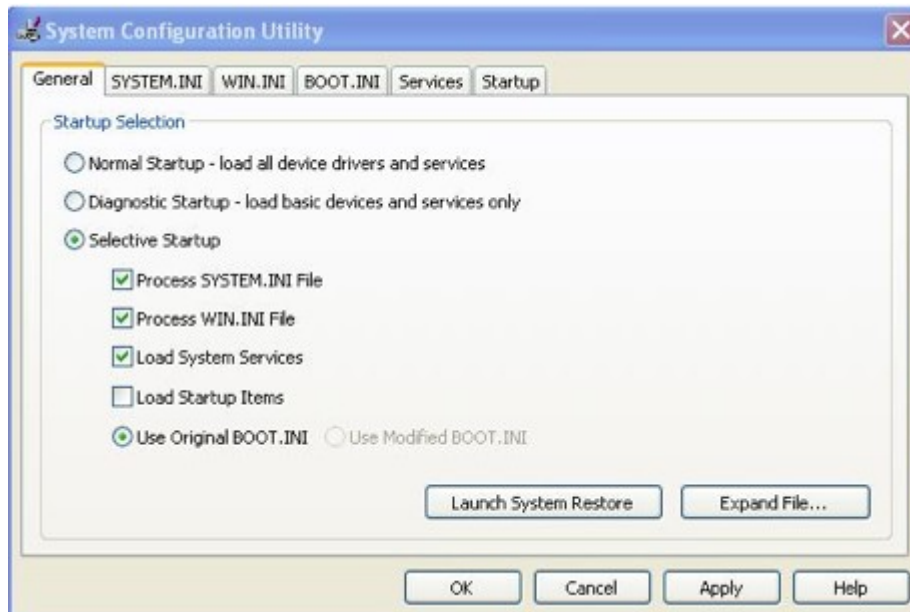 System Configuration Utility
General SYSTEM.INI WIN.INI BOOT.INI Services Startup
Startup Selection
Normal Startup - load all device drivers and services
Diagnostic Startup - load basic devices and services only
Selective Startup
Process SYSTEM.INI File
Process WIN.INI File
Load System Services
Load Startup Items
Use Original BOOT.INI Use Modified BOOT.INI
Launch System Restore Expand File...
OK Cancel Apply Help